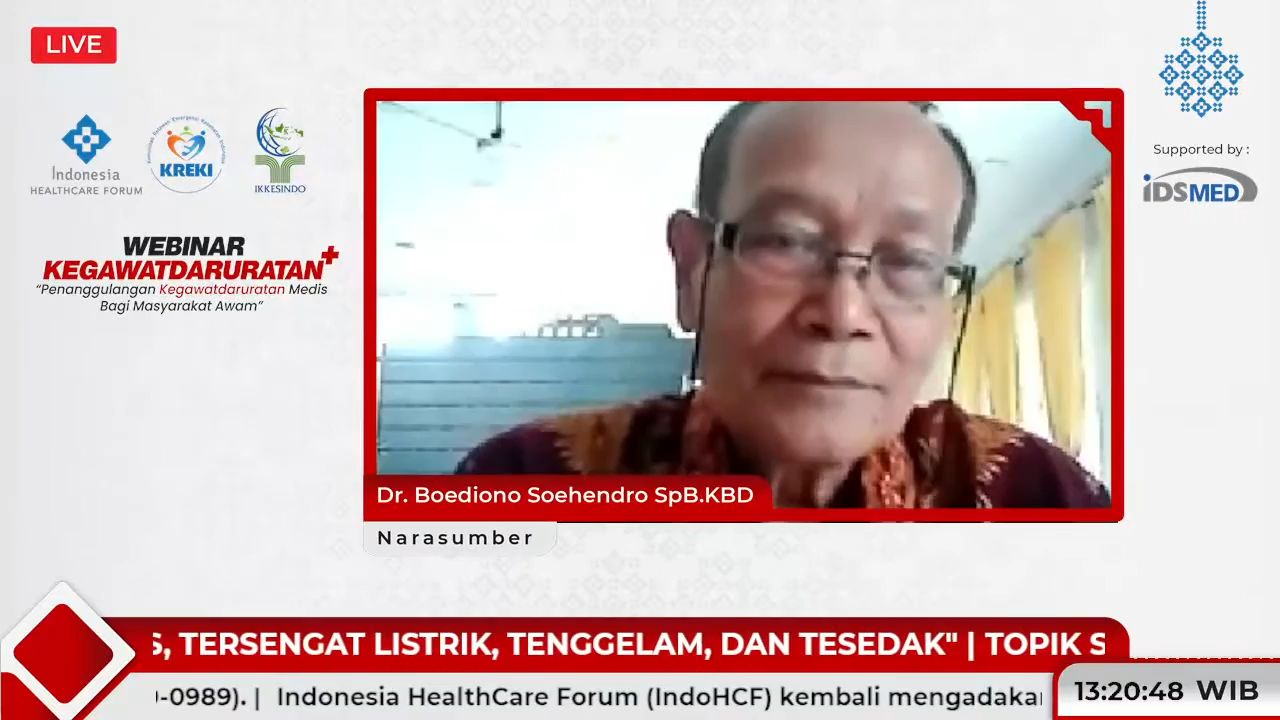 LIVE
Indonesia
HEALTHCARE FORUM
KREKI
IKKESINDO
WEBINAR
KEGAWATDARURATAN
“Penanggulangan Kegawatdaruratan Medis
Bagi Masyarakat Awam”
Supported by :
iDSMED
Dr. Boediono Soehendro SpB.KBD
Narasumber
S, TERSENGAT LISTRIK, TENGGELAM, DAN TESEDAK" | TOPIK S
-0989). | Indonesia HealthCare Forum (IndoHCF) kembali mengadakan
13:20:48 WIB